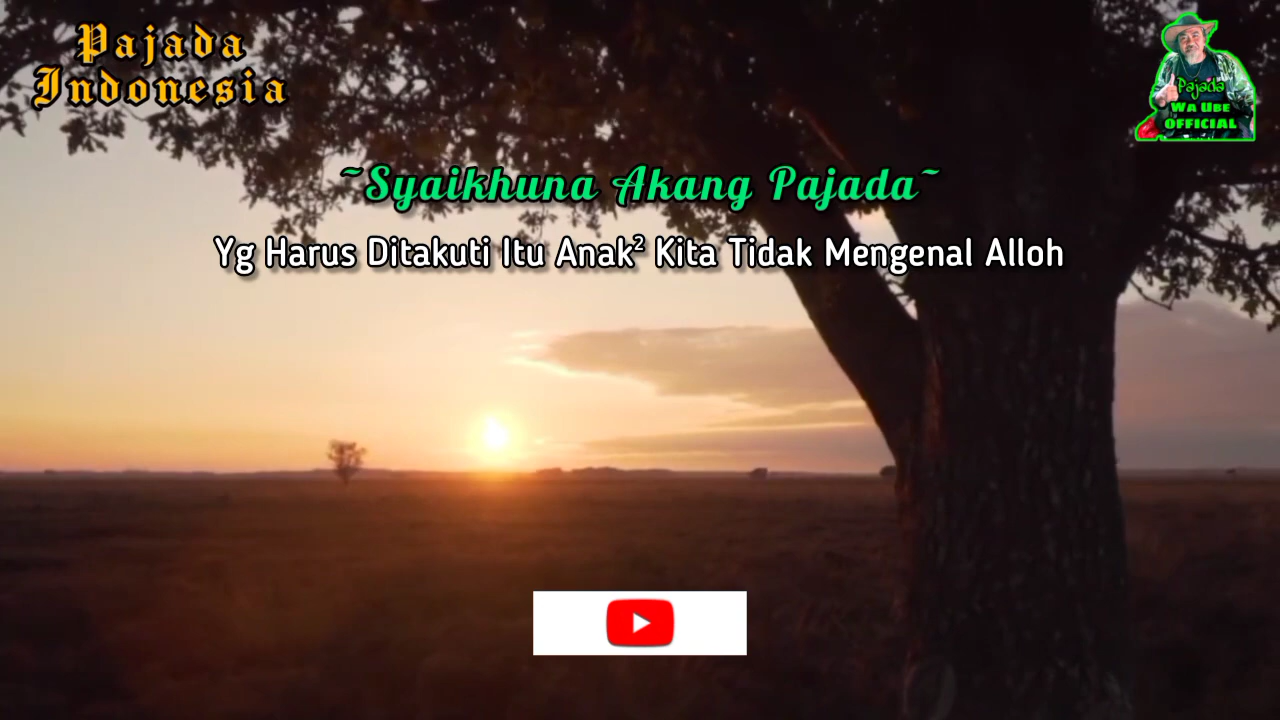 Pajada
Indonesia
Pajada
Wa Ube
OFFICIAL
~Syaikhuna Akang Pajada~
Yg Harus Ditakuti Itu Anak² Kita Tidak Mengenal Alloh